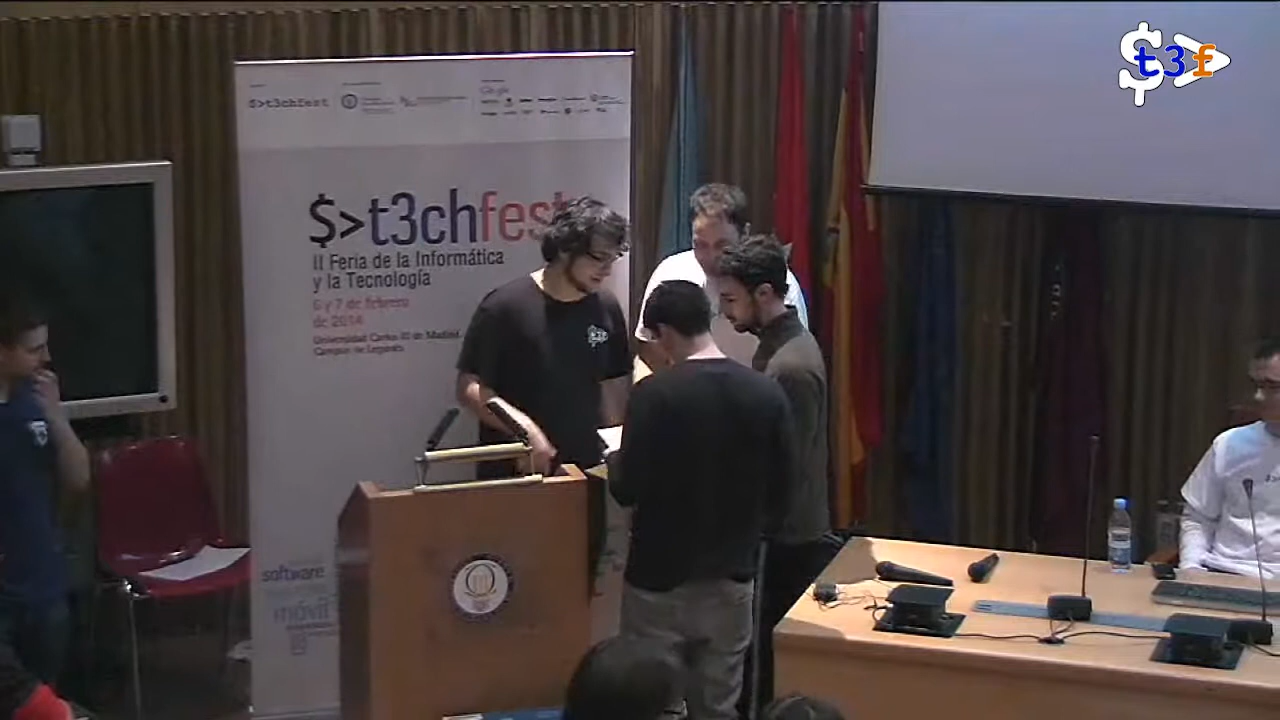 $>t3chfest
Google
$>t3chfest
II Feria de la Informática
y la Tecnología
6 y 7 de febrero
de 2014
Universidad Carlos III de Madrid
Campus de Leganés
software
móvil
$t3f